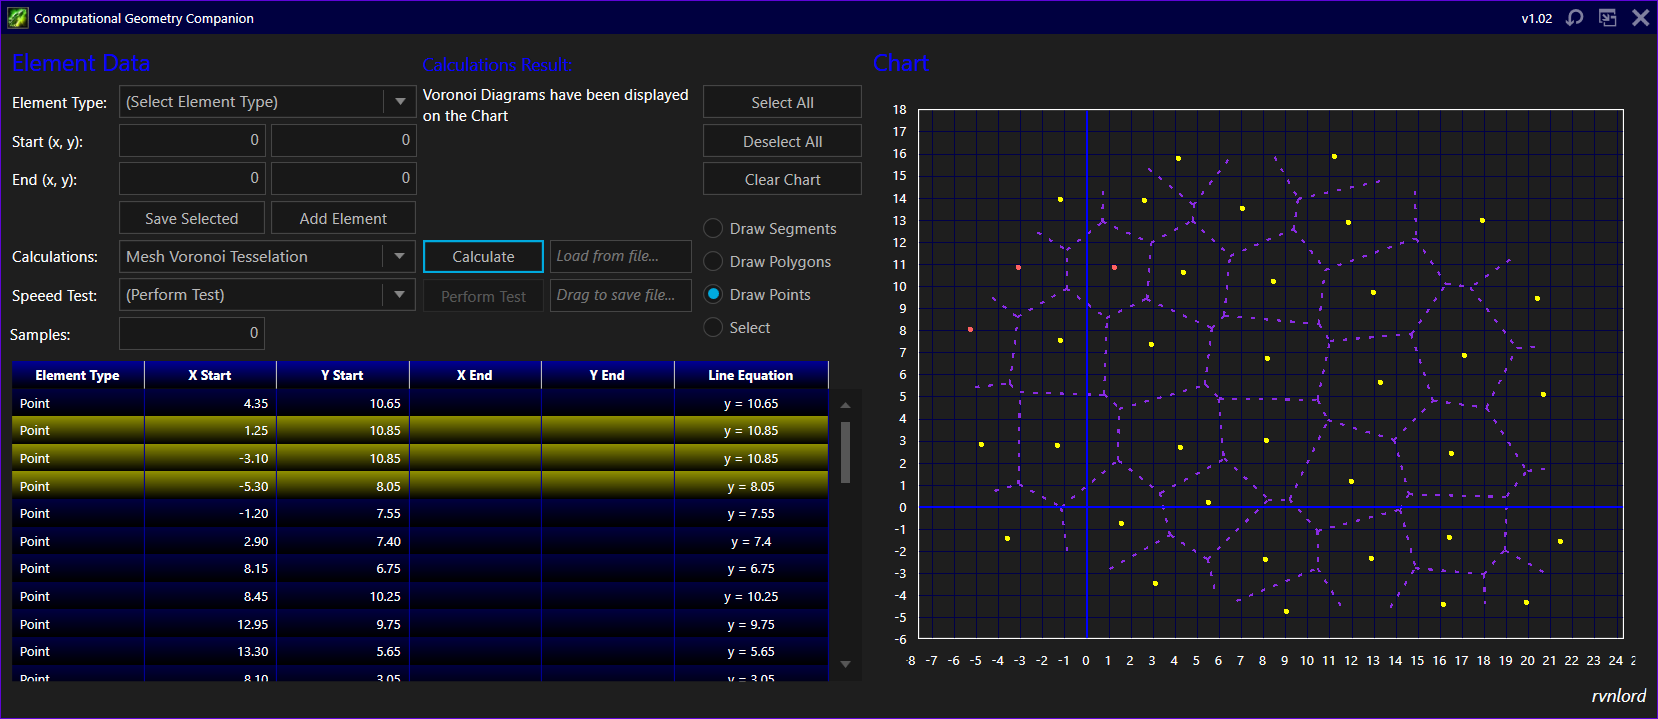 Computational Geometry Companion
v1.02
Element Data
Element Type:
(Select Element Type)
Start (x, y):
0
0
End (x, y):
0
0
Save Selected
Add Element
Calculations:
Mesh Voronoi Tesselation
Speeed Test:
(Perform Test)
Samples:
0
Calculations Result:
Voronoi Diagrams have been displayed
on the Chart
Calculate
Load from file...
Perform Test
Drag to save file...
Select All
Deselect All
Clear Chart
Draw Segments
Draw Polygons
Draw Points
Select
Element Type X Start Y Start X End Y End Line Equation
Point 4.35 10.65 y = 10.65
Point 1.25 10.85 y = 10.85
Point -3.10 10.85 y = 10.85
Point -5.30 8.05 y = 8.05
Point -1.20 7.55 y = 7.55
Point 2.90 7.40 y = 7.4
Point 8.15 6.75 y = 6.75
Point 8.45 10.25 y = 10.25
Point 12.95 9.75 y = 9.75
Point 13.30 5.65 y = 5.65
Point 8.10 3.05 y = 3.05
Chart
18
17
16
15
14
13
12
11
10
9
8
7
6
5
4
3
2
1
0
-1
-2
-3
-4
-5
-6
-8 -7 -6 -5 -4 -3 -2 -1 0 1 2 3 4 5 6 7 8 9 10 11 12 13 14 15 16 17 18 19 20 21 22 23 24
rvnlord